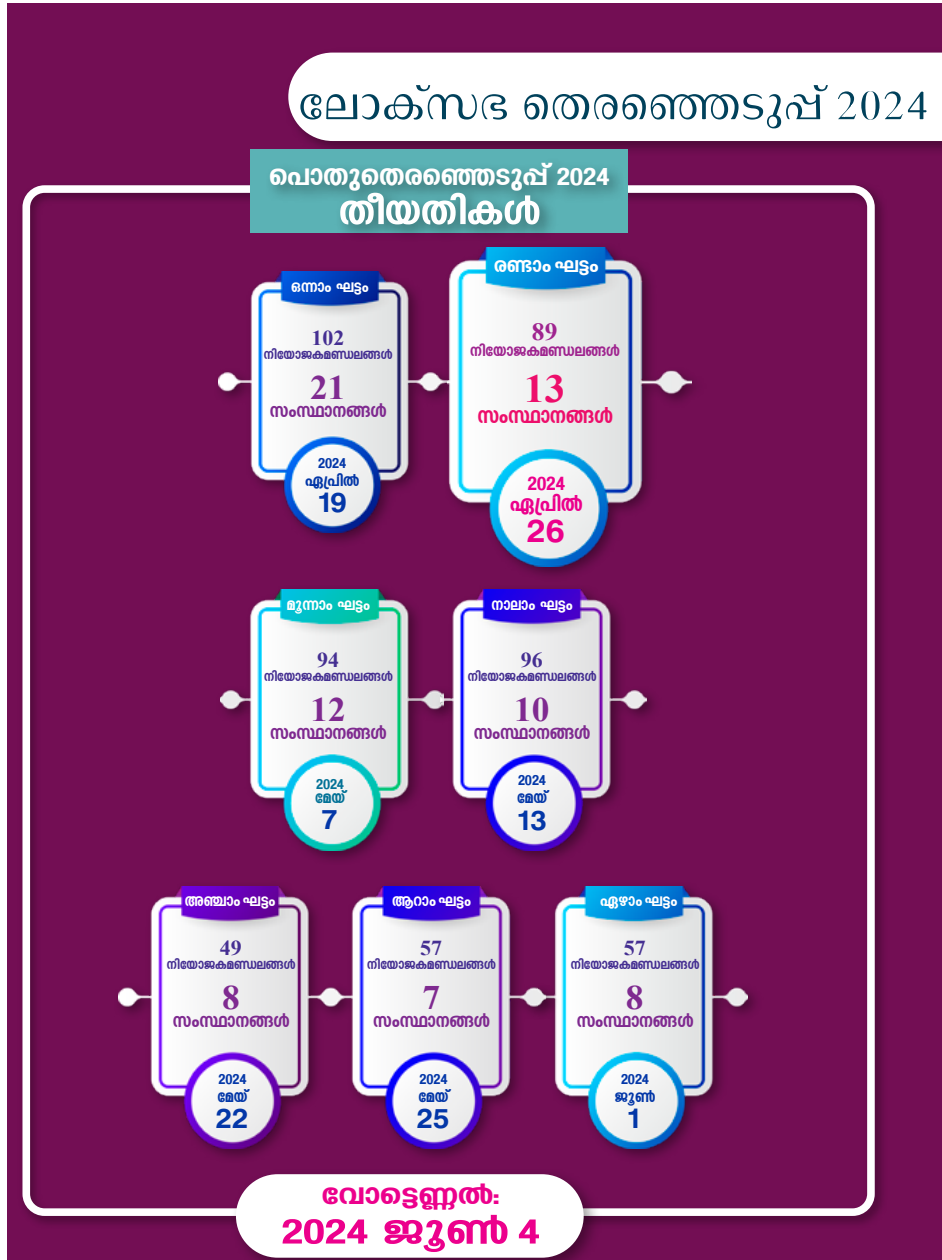 ലോക്സഭ തെരഞ്ഞെടുപ്പ് 2024
പൊതുതെരഞ്ഞെടുപ്പ് 2024
തീയതികൾ
ഒന്നാം ഘട്ടം
102
നിയോജകമണ്ഡലങ്ങൾ
21
സംസ്ഥാനങ്ങൾ
2024
ഏപ്രിൽ
19
രണ്ടാം ഘട്ടം
89
നിയോജകമണ്ഡലങ്ങൾ
13
സംസ്ഥാനങ്ങൾ
2024
ഏപ്രിൽ
26
മൂന്നാം ഘട്ടം
94
നിയോജകമണ്ഡലങ്ങൾ
12
സംസ്ഥാനങ്ങൾ
2024
മേയ്
7
നാലാം ഘട്ടം
96
നിയോജകമണ്ഡലങ്ങൾ
10
സംസ്ഥാനങ്ങൾ
2024
മേയ്
13
അഞ്ചാം ഘട്ടം
49
നിയോജകമണ്ഡലങ്ങൾ
8
സംസ്ഥാനങ്ങൾ
2024
മേയ്
22
ആറാം ഘട്ടം
57
നിയോജകമണ്ഡലങ്ങൾ
7
സംസ്ഥാനങ്ങൾ
2024
മേയ്
25
ഏഴാം ഘട്ടം
57
നിയോജകമണ്ഡലങ്ങൾ
8
സംസ്ഥാനങ്ങൾ
2024
ജൂൺ
1
വോട്ടെണ്ണൽ:
2024 ജൂൺ 4